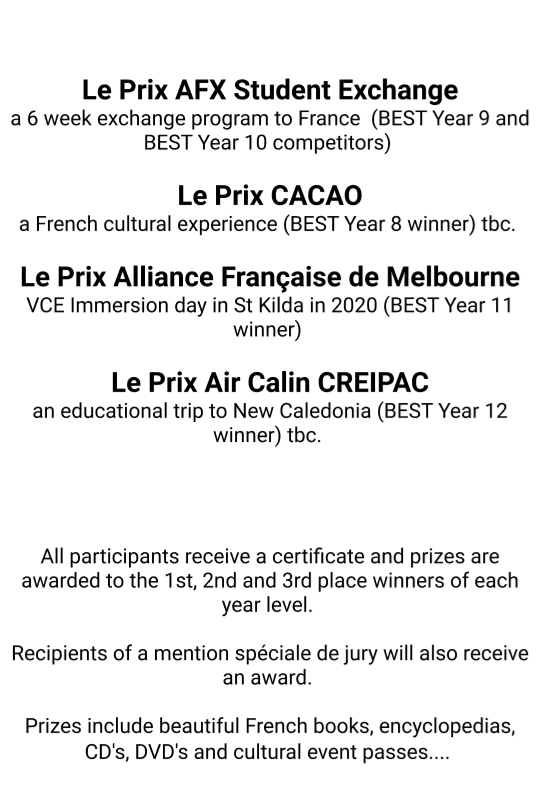 Le Prix AFX Student Exchange
a 6 week exchange program to France  (BEST Year 9 and
BEST Year 10 competitors)
Le Prix CACAO
a French cultural experience (BEST Year 8 winner) tbc.
Le Prix Alliance Française de Melbourne
VCE Immersion day in St Kilda in 2020 (BEST Year 11
winner)
Le Prix Air Calin CREIPAC
an educational trip to New Caledonia (BEST Year 12
winner) tbc.
All participants receive a certificate and prizes are
awarded to the 1st, 2nd and 3rd place winners of each
year level.
Recipients of a mention spéciale de jury will also receive
an award.
Prizes include beautiful French books, encyclopedias,
CD's, DVD's and cultural event passes....